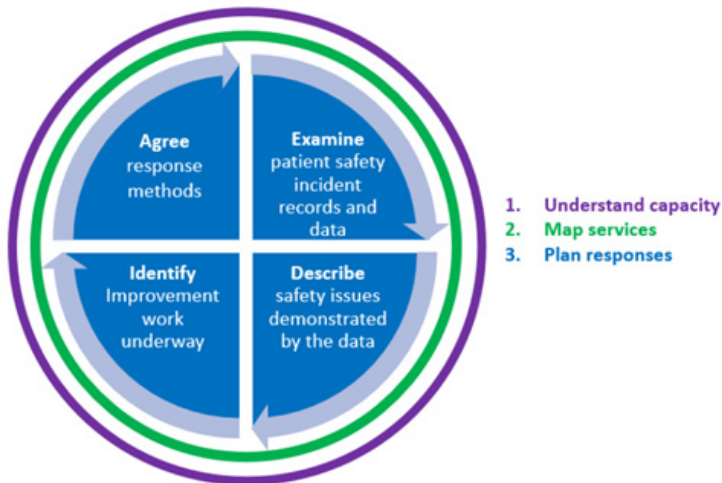 Agree
response
methods
Examine
patient safety
incident
records and
data
Identify
Improvement
work
underway
Describe
safety issues
demonstrated
by the data
1. Understand capacity
2. Map services
3. Plan responses